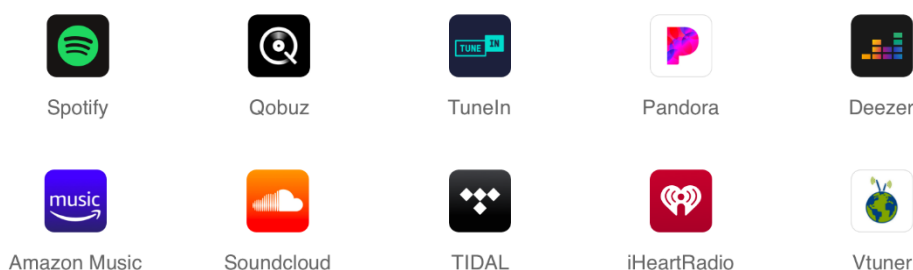 TUNE IN
Spotify Qobuz TuneIn Pandora Deezer
music
Amazon Music Soundcloud TIDAL iHeartRadio Vtuner